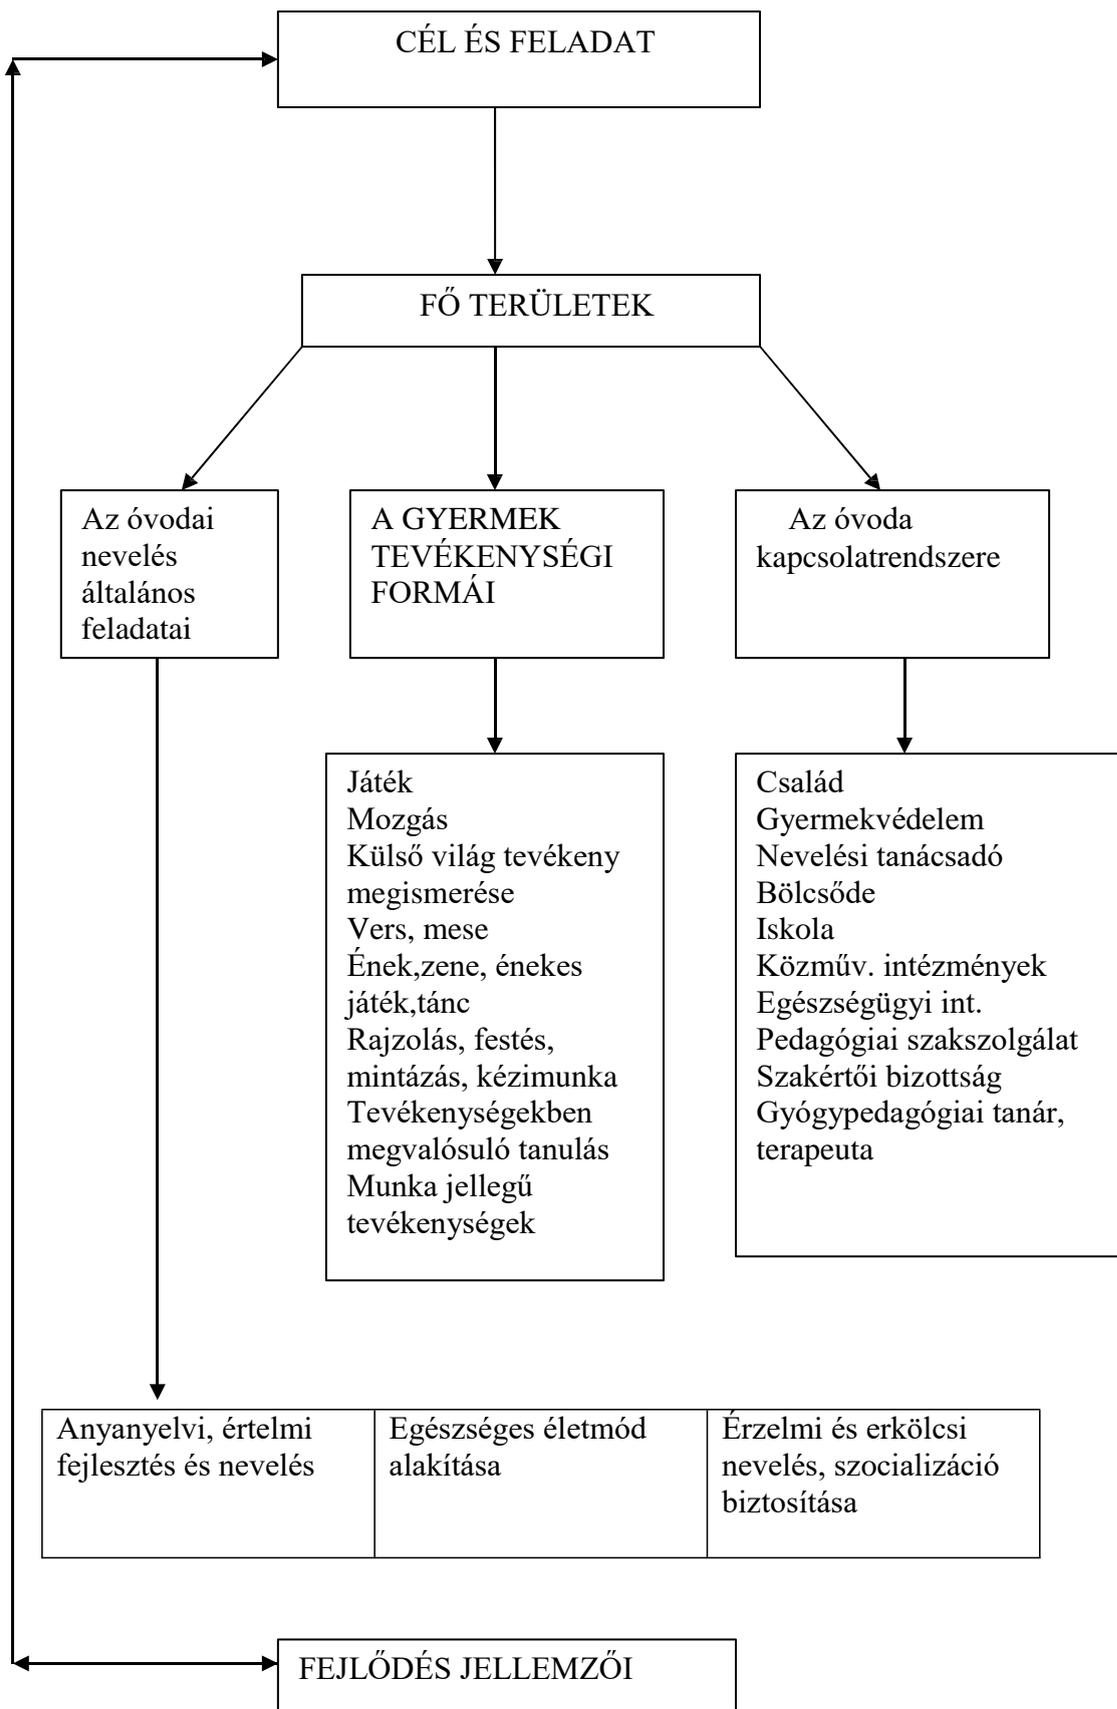 CÉL ÉS FELADAT
FŐ TERÜLETEK
Az óvodai
nevelés
általános
feladatai
A GYERMEK
TEVÉKENYSÉGI
FORMÁI
Az óvoda
kapcsolatrendszere
Játék
Mozgás
Külső világ tevékeny
megismerése
Vers, mese
Ének,zene, énekes
játék,tánc
Rajzolás, festés,
mintázás, kézimunka
Tevékenységekben
megvalósuló tanulás
Munka jellegű
tevékenységek
Család
Gyermekvédelem
Nevelési tanácsadó
Bölcsőde
Iskola
Közműv. intézmények
Egészségügyi int.
Pedagógiai szakszolgálat
Szakértői bizottság
Gyógypedagógiai tanár,
terapeuta
Anyanyelvi, értelmi
fejlesztés és nevelés
Egészséges életmód
alakítása
Érzelmi és erkölcsi
nevelés, szocializáció
biztosítása
FEJLŐDÉS JELLEMZŐI